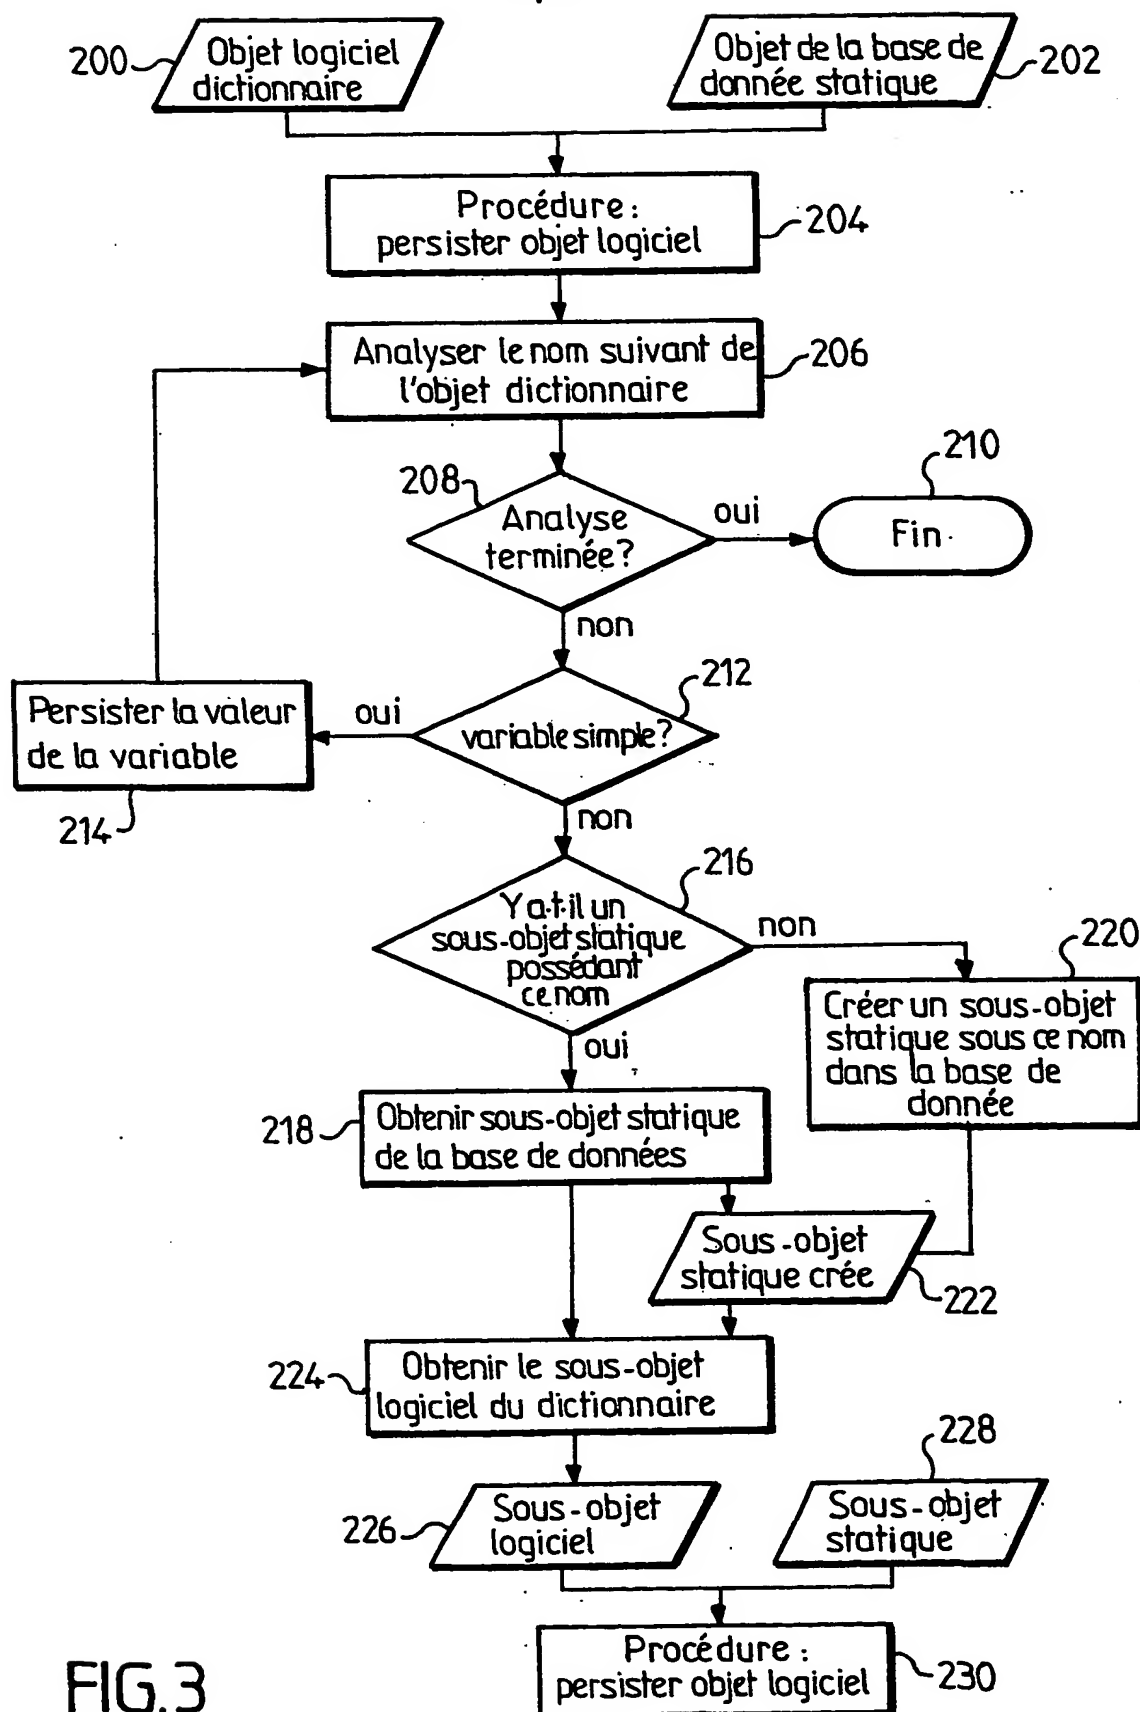 200
Objet logiciel
dictionnaire
Objet de la base de
donnée statique
202
Procédure :
persister objet logiciel
204
Analyser le nom suivant de
l'objet dictionnaire
206
208
Analyse
terminée?
oui
210
Fin
non
212
variable simple?
oui
Persister la valeur
de la variable
214
non
216
Y a-t-il un
sous-objet statique
possédant
ce nom
non
220
Créer un sous-objet
statique sous ce nom
dans la base de
donnée
oui
218
Obtenir sous-objet statique
de la base de données
Sous-objet
statique crée
222
224
Obtenir le sous-objet
logiciel du dictionnaire
226
Sous-objet
logiciel
228
Sous-objet
statique
Procédure :
persister objet logiciel
230
FIG.3